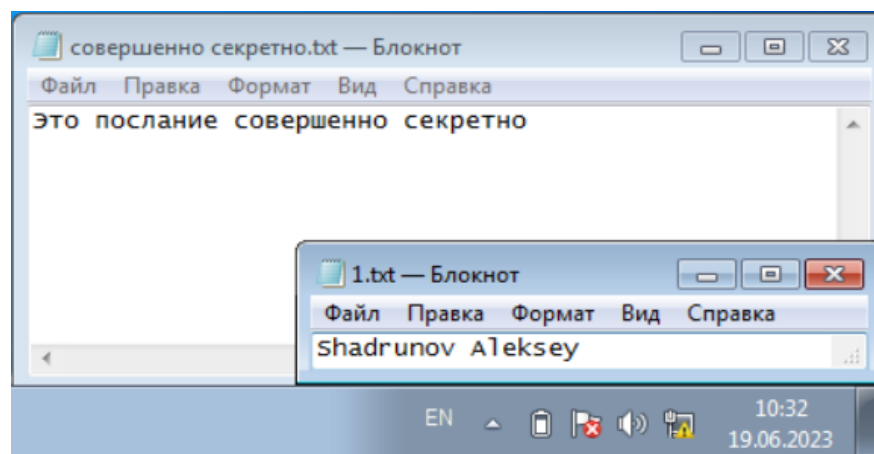 совершенно секретно.txt — Блокнот
Файл Правка Формат Вид Справка
Это послание совершенно секретно
1.txt — Блокнот
Файл Правка Формат Вид Справка
Shadrunov Aleksey
EN
10:32
19.06.2023